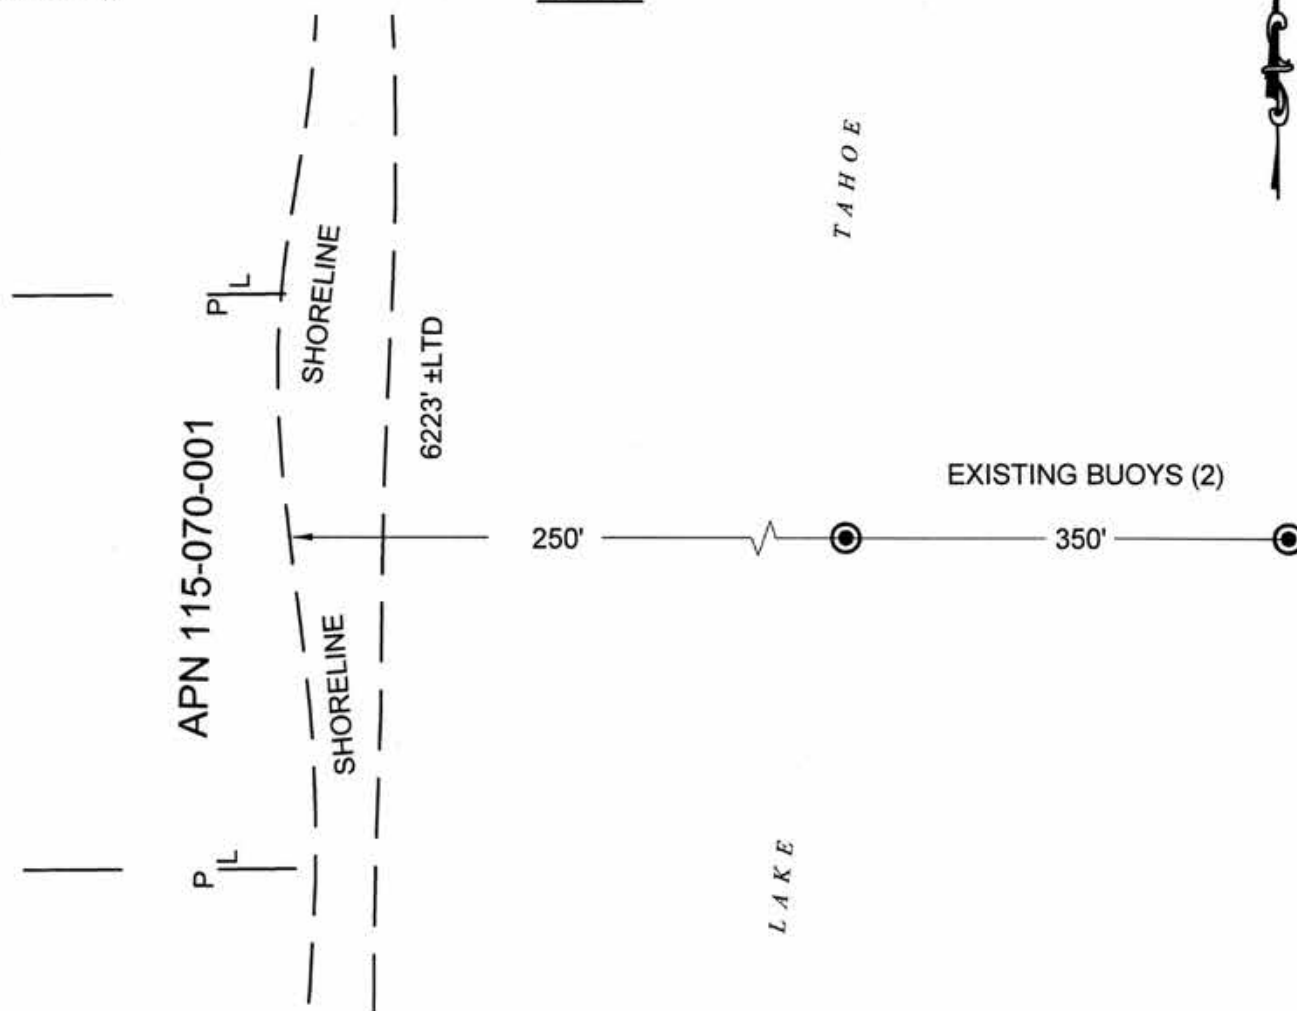 TAHOE
P L
SHORELINE
6223' ±LTD
APN 115-070-001
EXISTING BUOYS (2)
250'
350'
SHORELINE
P L
LAKE